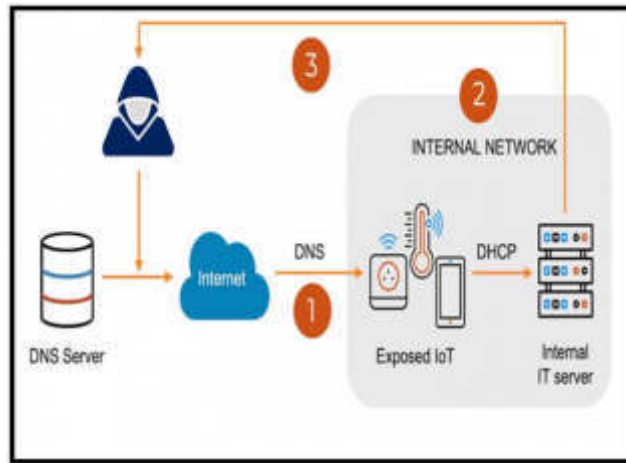 3
2
INTERNAL NETWORK
DNS
DHCP
Internet
1
DNS Server
Exposed IoT
Internal
IT server